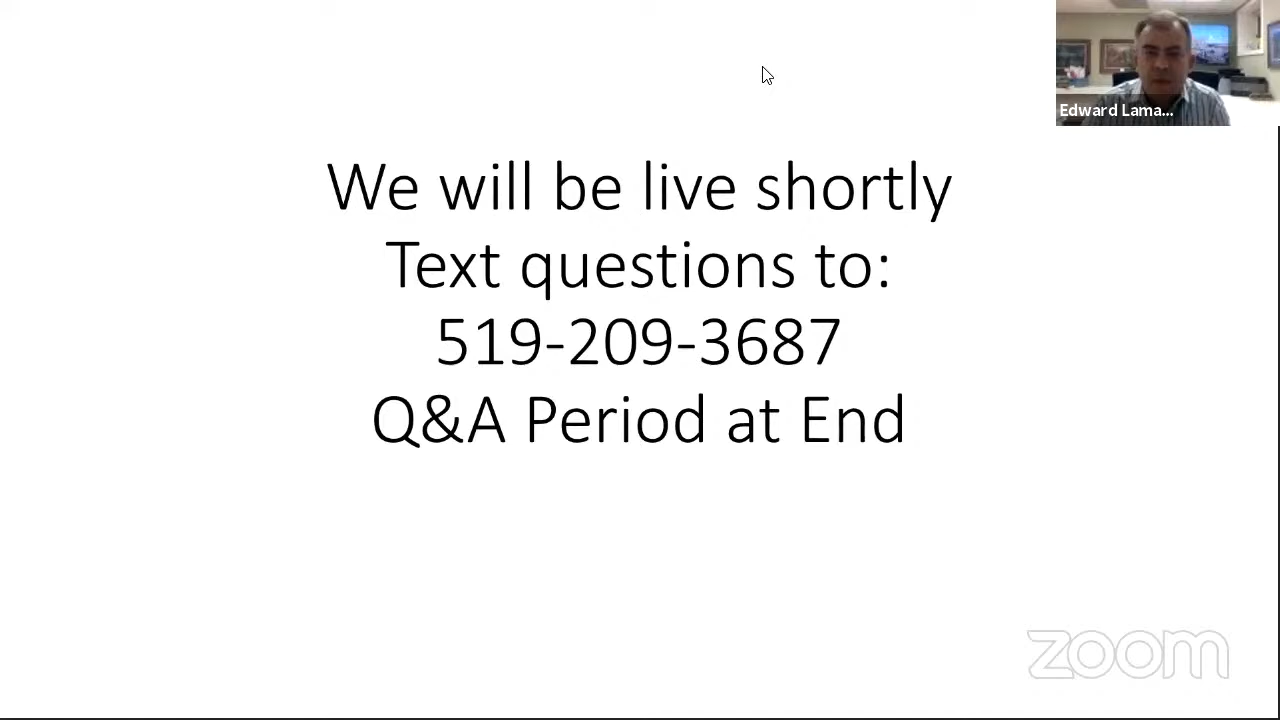 Edward Lama...
We will be live shortly
Text questions to:
519-209-3687
Q&A Period at End
zoom